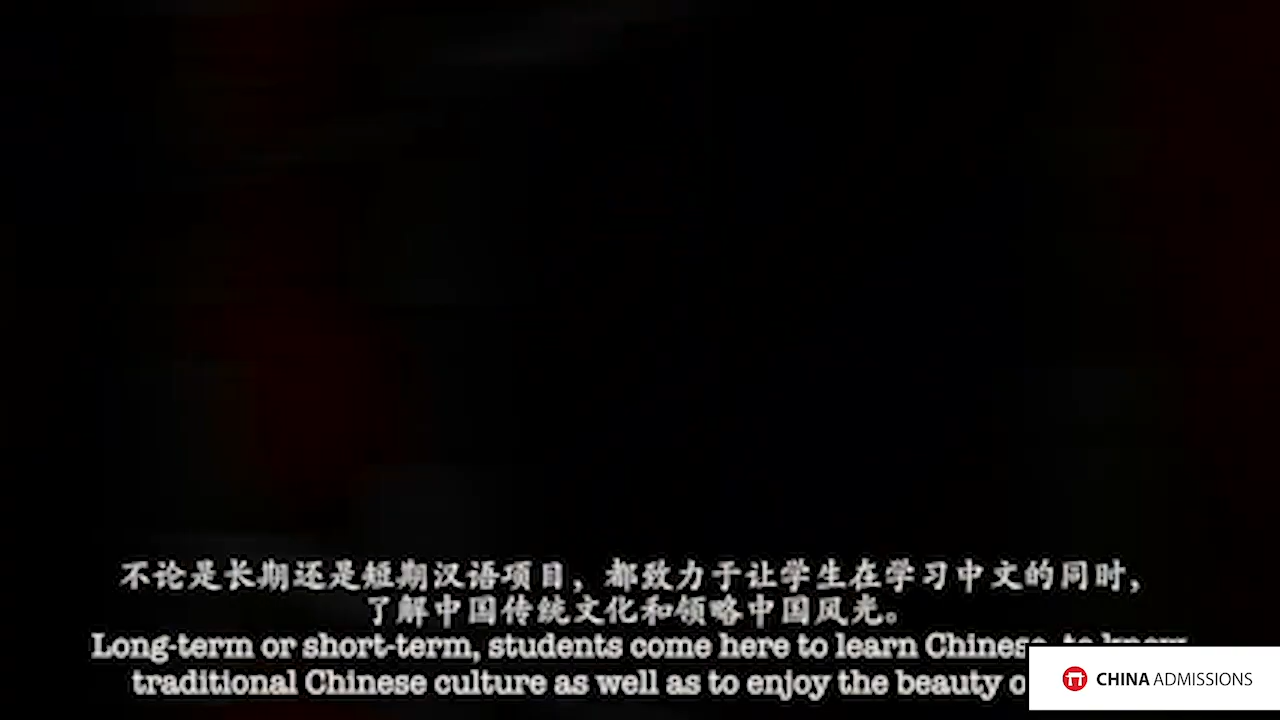 不论是长期还是短期汉语项目，都致力于让学生在学习中文的同时，
了解中国传统文化和领略中国风光。
Long-term or short-term, students come here to learn Chinese, to know
traditional Chinese culture as well as to enjoy the beauty
CHINA ADMISSIONS